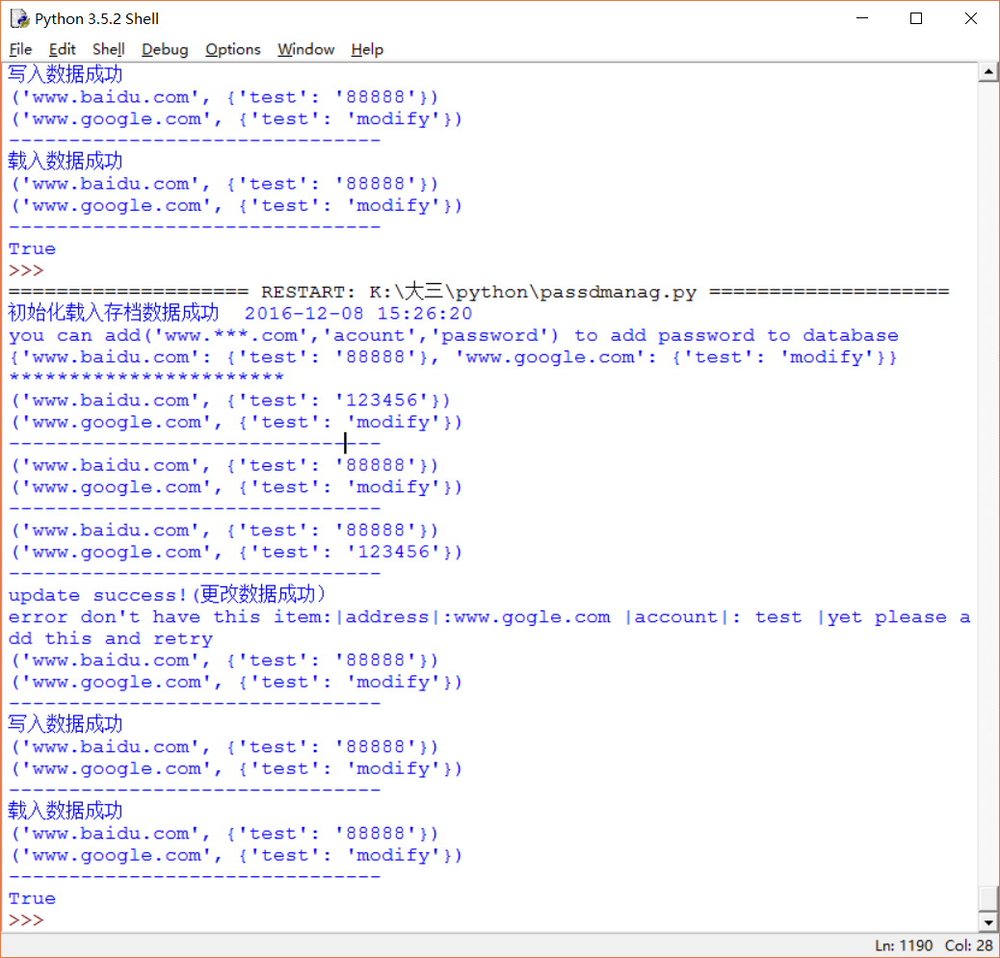 Python 3.5.2 Shell
File Edit Shell Debug Options Window Help
写入数据成功
('www.baidu.com', {'test': '88888'})
('www.google.com', {'test': 'modify'})
-------------------------------
载入数据成功
('www.baidu.com', {'test': '88888'})
('www.google.com', {'test': 'modify'})
-------------------------------
True
>>>
==================== RESTART: K:\大三\python\passdmanag.py ====================
初始化载入存档数据成功  2016-12-08 15:26:20
you can add('www.***.com','acount','password') to add password to database
{'www.baidu.com': {'test': '88888'}, 'www.google.com': {'test': 'modify'}}
***********************
('www.baidu.com', {'test': '123456'})
('www.google.com', {'test': 'modify'})
-------------------------------
('www.baidu.com', {'test': '88888'})
('www.google.com', {'test': 'modify'})
-------------------------------
('www.baidu.com', {'test': '88888'})
('www.google.com', {'test': '123456'})
-------------------------------
update success!(更改数据成功）
error don't have this item:|address|:www.gogle.com |account|: test |yet please a
dd this and retry
('www.baidu.com', {'test': '88888'})
('www.google.com', {'test': 'modify'})
-------------------------------
写入数据成功
('www.baidu.com', {'test': '88888'})
('www.google.com', {'test': 'modify'})
-------------------------------
载入数据成功
('www.baidu.com', {'test': '88888'})
('www.google.com', {'test': 'modify'})
-------------------------------
True
>>>
Ln: 1190 Col: 28